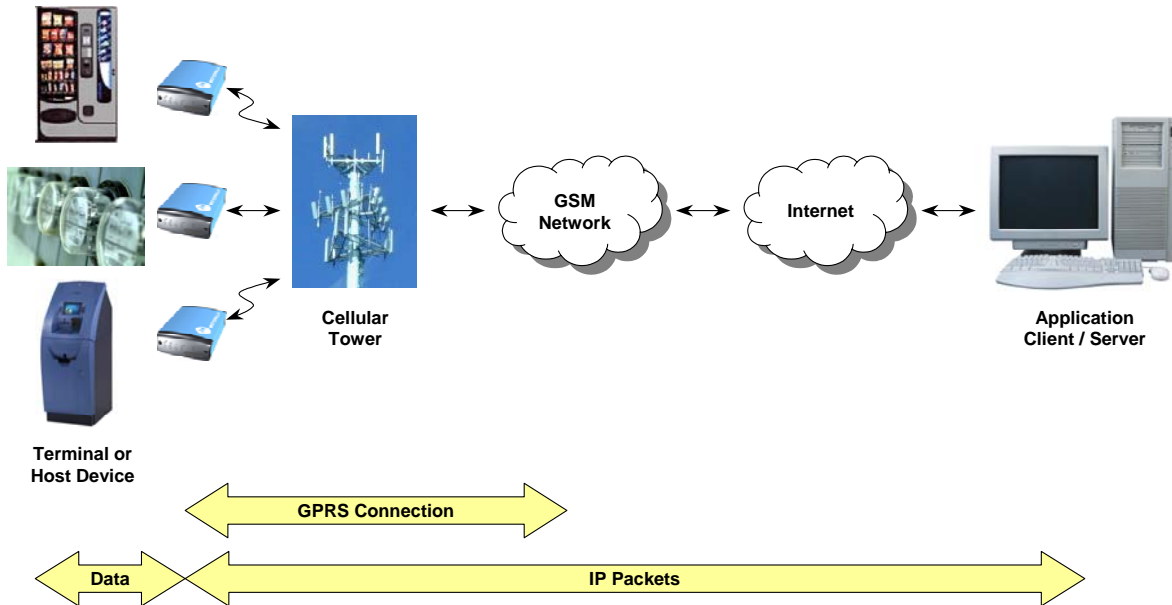 GSM
Network
Internet
Cellular
Tower
Application
Client / Server
Terminal or
Host Device
GPRS Connection
Data
IP Packets